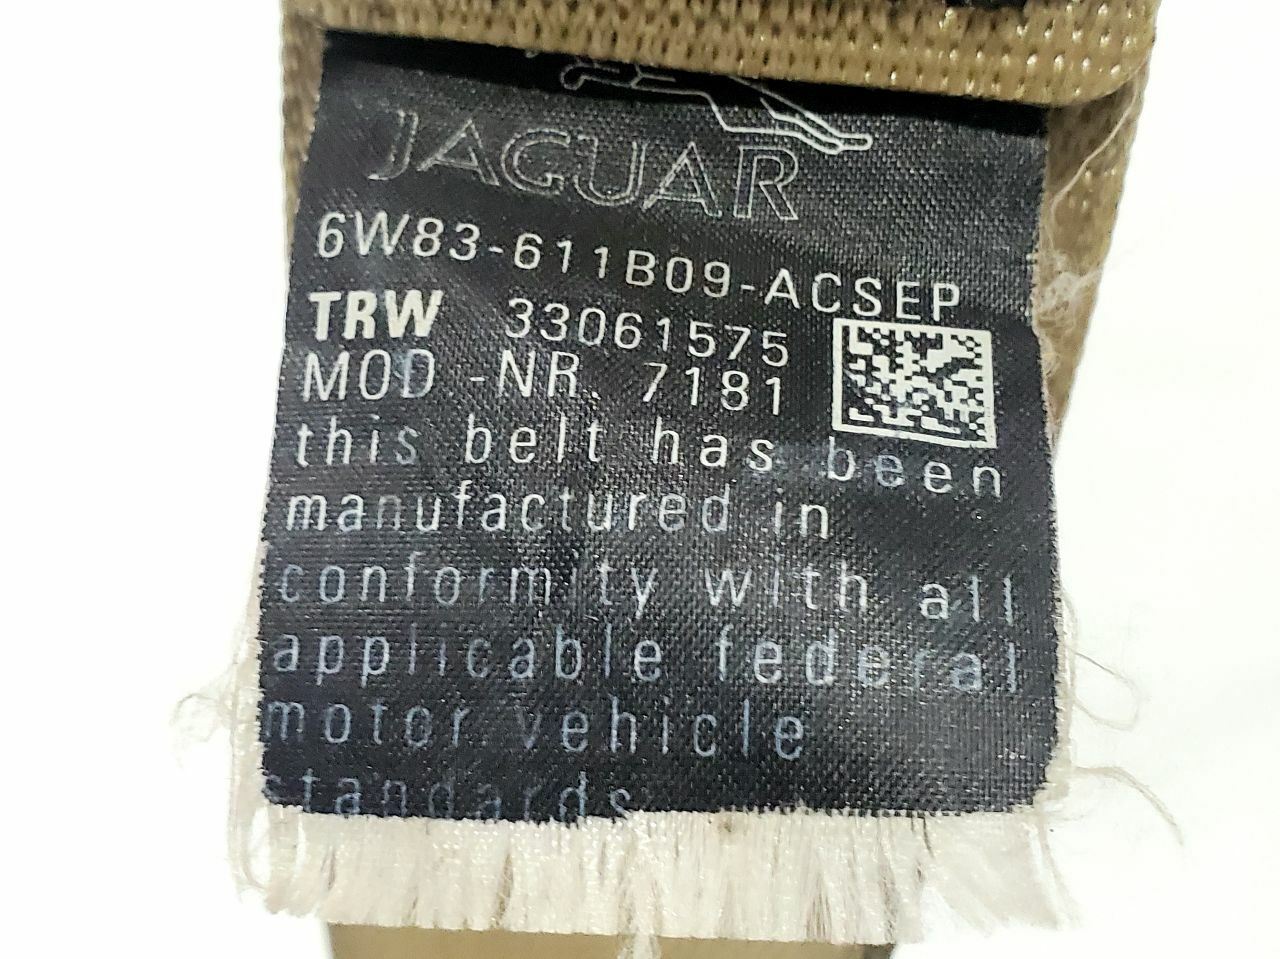 JAGUAR
6W83-611B09-ACSEP
TRW 33061575
MOD -NR. 7181
this belt has been
manufactured in
conformity with all
applicable federal
motor vehicle
standards